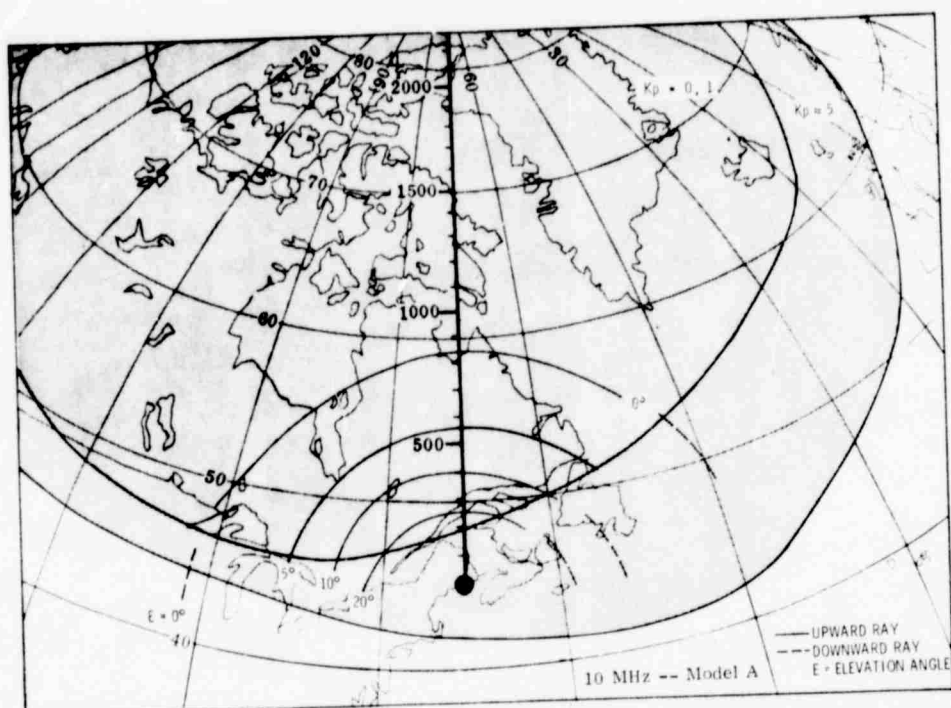 120
80
90
60
30
2000
Kp = 0, 1
Kp = 5
70
1500
60
1000
0°
500
50
5°
10°
20°
E = 0°
40
UPWARD RAY
DOWNWARD RAY
E = ELEVATION ANGLE
10 MHz -- Model A